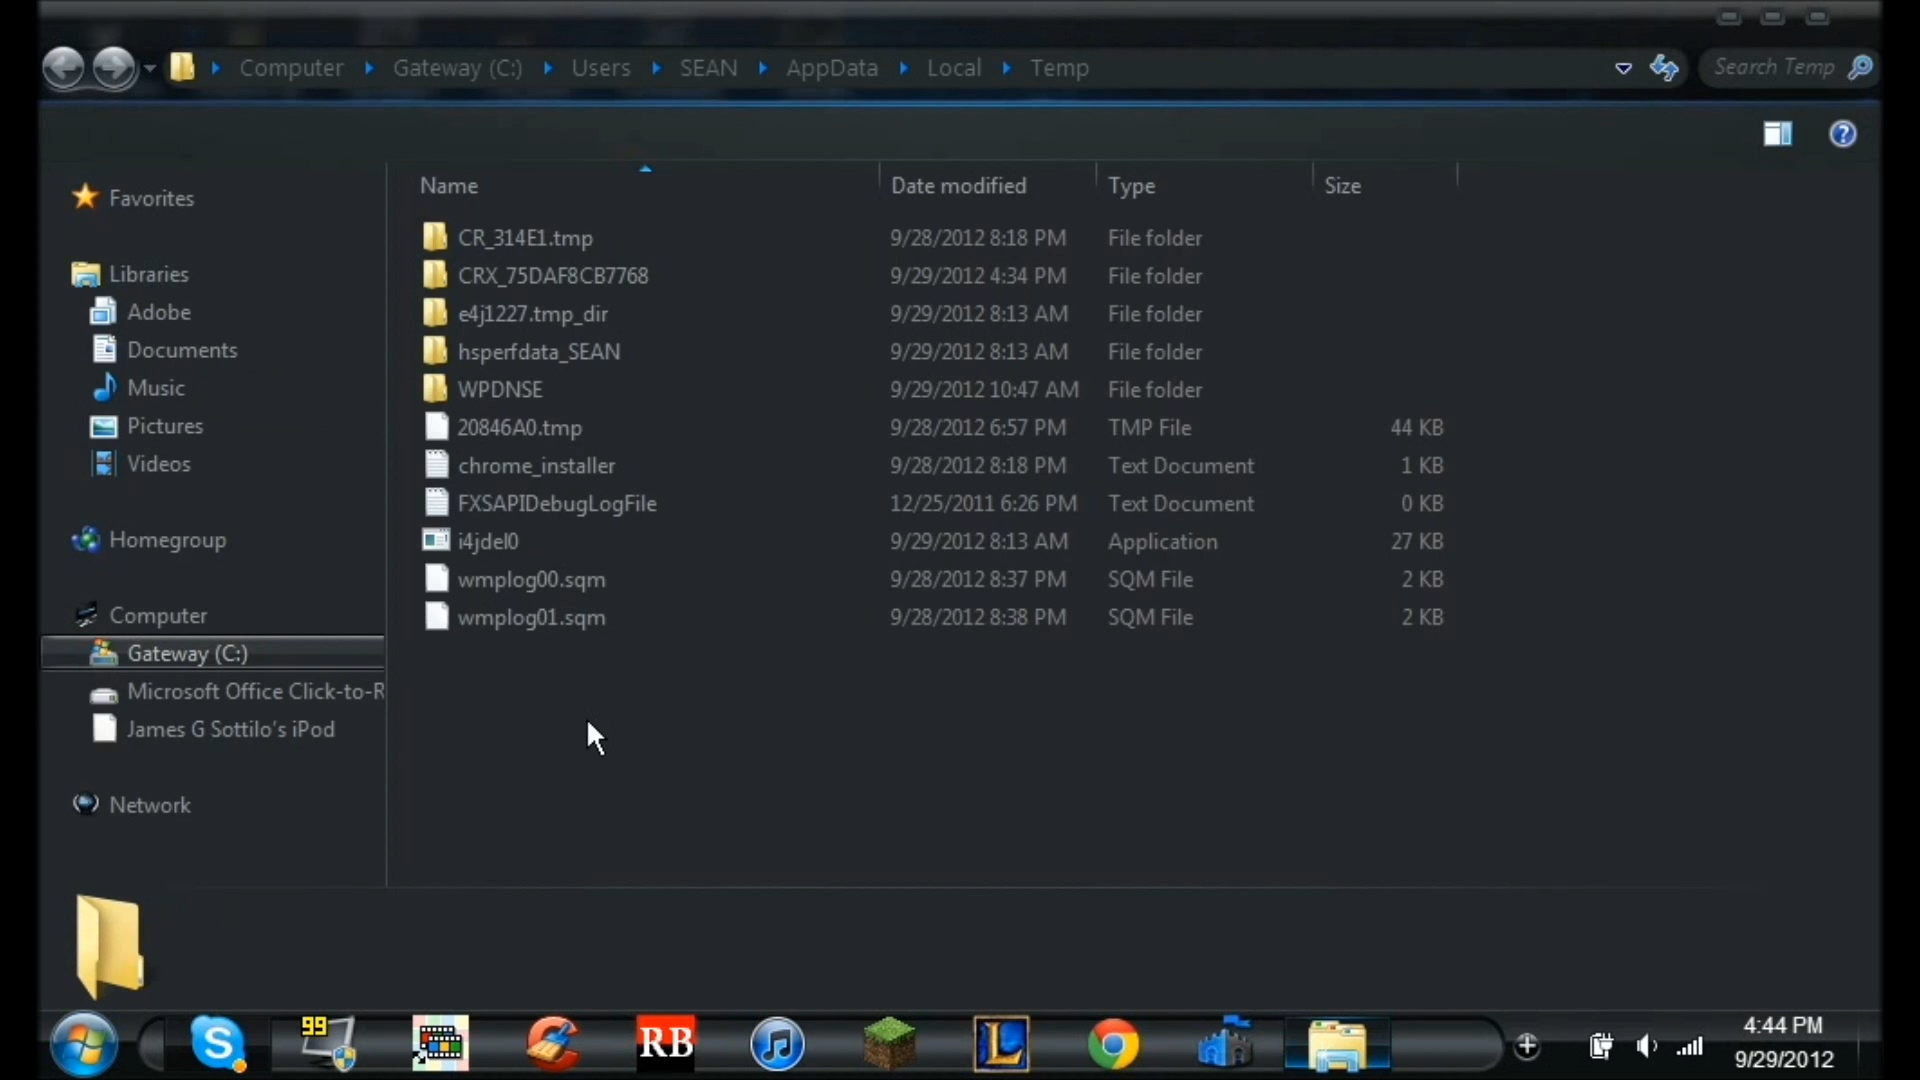 Computer Gateway (C:) Users SEAN AppData Local Temp Search Temp
Name Date modified Type Size
Favorites
Libraries
Adobe
Documents
Music
Pictures
Videos
Homegroup
Computer
Gateway (C:)
Microsoft Office Click-to-R
James G Sottilo's iPod
Network
CR_314E1.tmp 9/28/2012 8:18 PM File folder
CRX_75DAF8CB7768 9/29/2012 4:34 PM File folder
e4j1227.tmp_dir 9/29/2012 8:13 AM File folder
hsperfdata_SEAN 9/29/2012 8:13 AM File folder
WPDNSE 9/29/2012 10:47 AM File folder
20846A0.tmp 9/28/2012 6:57 PM TMP File 44 KB
chrome_installer 9/28/2012 8:18 PM Text Document 1 KB
FXSAPIDebugLogFile 12/25/2011 6:26 PM Text Document 0 KB
i4jdel0 9/29/2012 8:13 AM Application 27 KB
wmplog00.sqm 9/28/2012 8:37 PM SQM File 2 KB
wmplog01.sqm 9/28/2012 8:38 PM SQM File 2 KB
99
RB
L
4:44 PM
9/29/2012